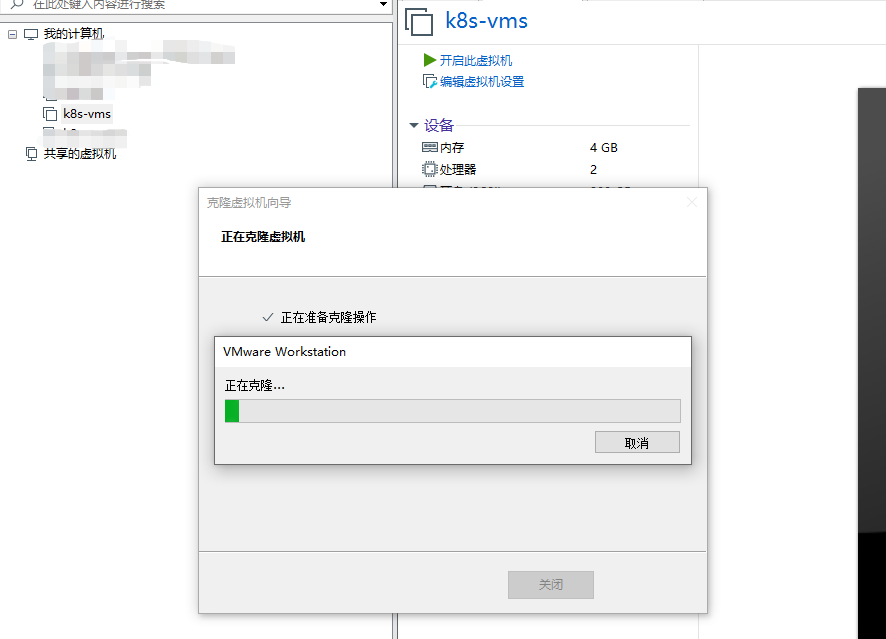 在此处键入内容进行搜索
我的计算机
k8s-vms
共享的虚拟机
k8s-vms
开启此虚拟机
编辑虚拟机设置
设备
内存 4 GB
处理器 2
克隆虚拟机向导
正在克隆虚拟机
正在准备克隆操作
VMware Workstation
正在克隆...
取消
关闭